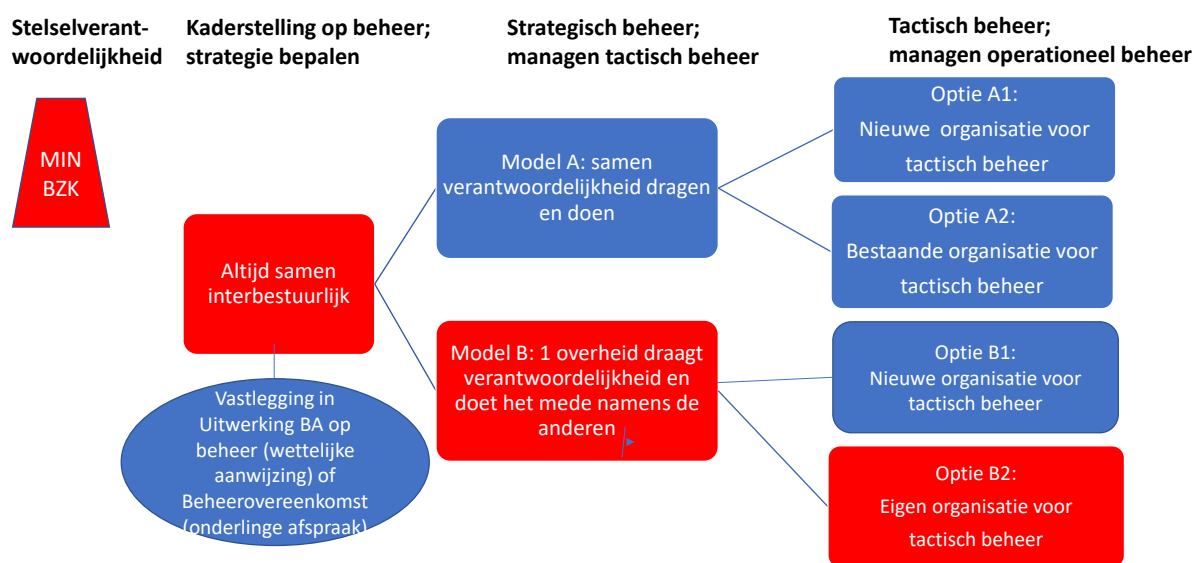 Stelselverant-
woordelijkheid
Kaderstelling op beheer;
strategie bepalen
Strategisch beheer;
managen tactisch beheer
Tactisch beheer;
managen operationeel beheer
MIN
BZK
Altijd samen
interbestuurlijk
Vastlegging in
Uitwerking BA op
beheer (wettelijke
aanwijzing) of
Beheerovereenkomst
(onderlinge afspraak)
Model A: samen
verantwoordelijkheid dragen
en doen
Model B: 1 overheid draagt
verantwoordelijkheid en
doet het mede namens de
anderen
Optie A1:
Nieuwe organisatie voor
tactisch beheer
Optie A2:
Bestaande organisatie voor
tactisch beheer
Optie B1:
Nieuwe organisatie voor
tactisch beheer
Optie B2:
Eigen organisatie voor
tactisch beheer